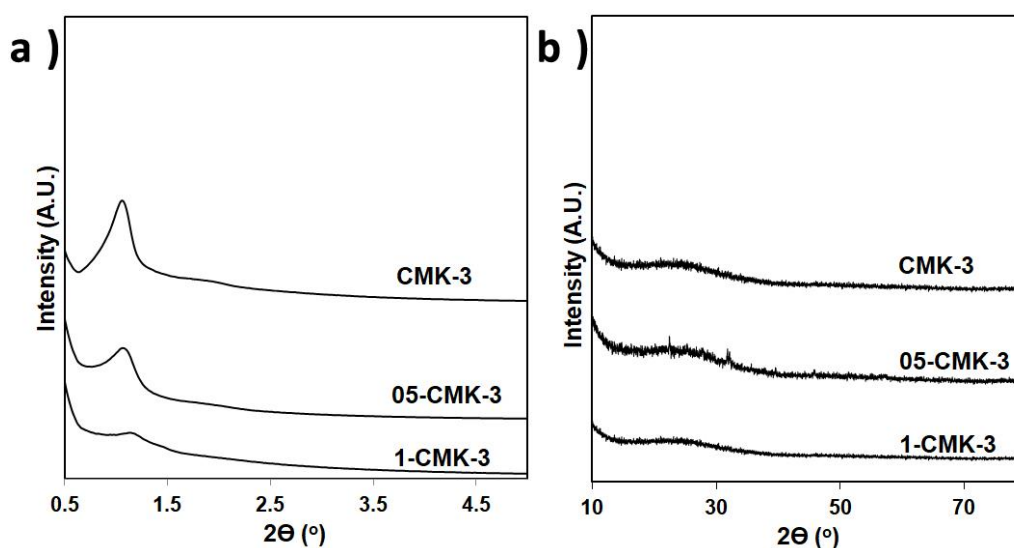 a )
Intensity (A.U.)
CMK-3
05-CMK-3
1-CMK-3
0.5 1.5 2.5 3.5 4.5
2Θ (º)
b )
Intensity (A.U.)
CMK-3
05-CMK-3
1-CMK-3
10 30 50 70
2Θ (º)